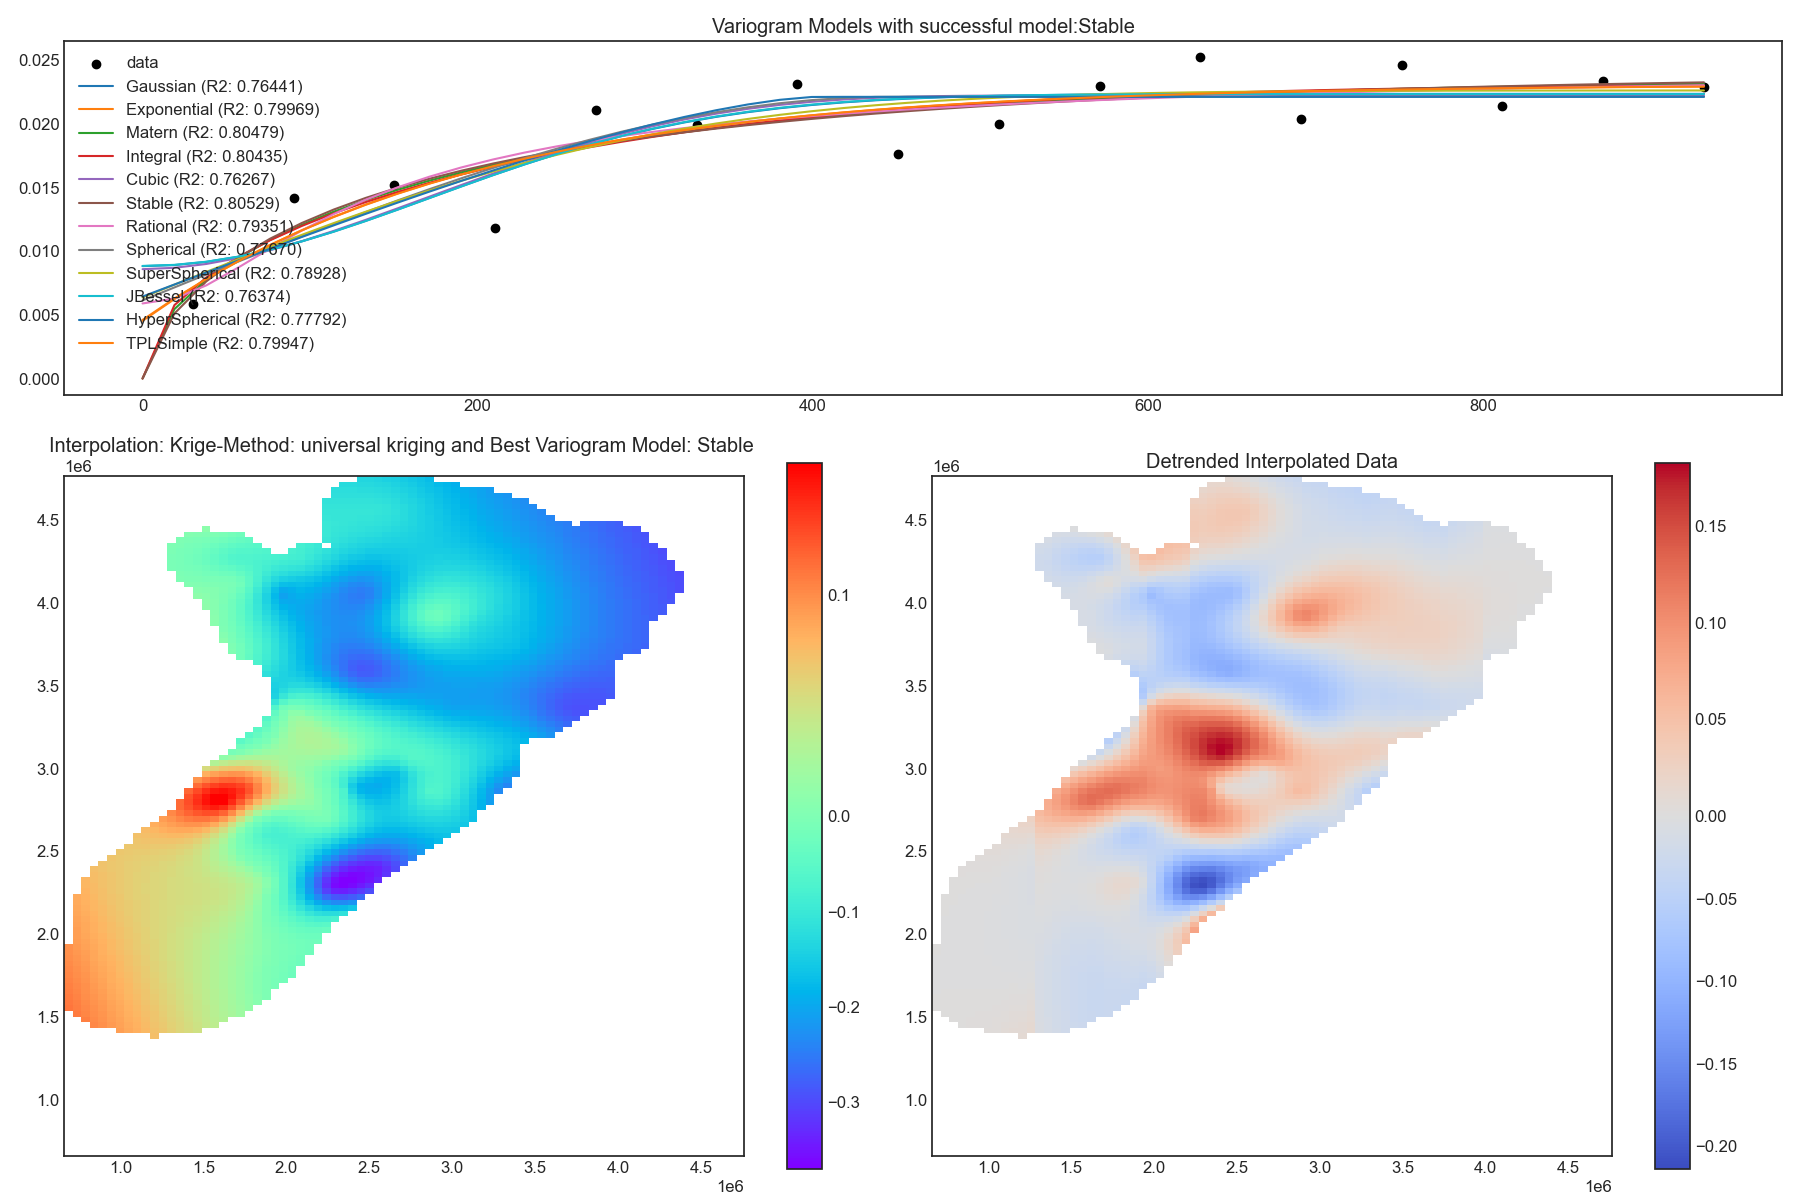 Variogram Models with successful model:Stable
0.025
0.020
0.015
0.010
0.005
0.000
data
Gaussian (R2: 0.76441)
Exponential (R2: 0.79969)
Matern (R2: 0.80479)
Integral (R2: 0.80435)
Cubic (R2: 0.76267)
Stable (R2: 0.80529)
Rational (R2: 0.79351)
Spherical (R2: 0.77670)
SuperSpherical (R2: 0.78928)
JBessel (R2: 0.76374)
HyperSpherical (R2: 0.77792)
TPLSimple (R2: 0.79947)
0 200 400 600 800
Interpolation: Krige-Method: universal kriging and Best Variogram Model: Stable
1e6
4.5
4.0
3.5
3.0
2.5
2.0
1.5
1.0
1.0 1.5 2.0 2.5 3.0 3.5 4.0 4.5
1e6
0.1
0.0
−0.1
−0.2
−0.3
Detrended Interpolated Data
1e6
4.5
4.0
3.5
3.0
2.5
2.0
1.5
1.0
1.0 1.5 2.0 2.5 3.0 3.5 4.0 4.5
1e6
0.15
0.10
0.05
0.00
−0.05
−0.10
−0.15
−0.20